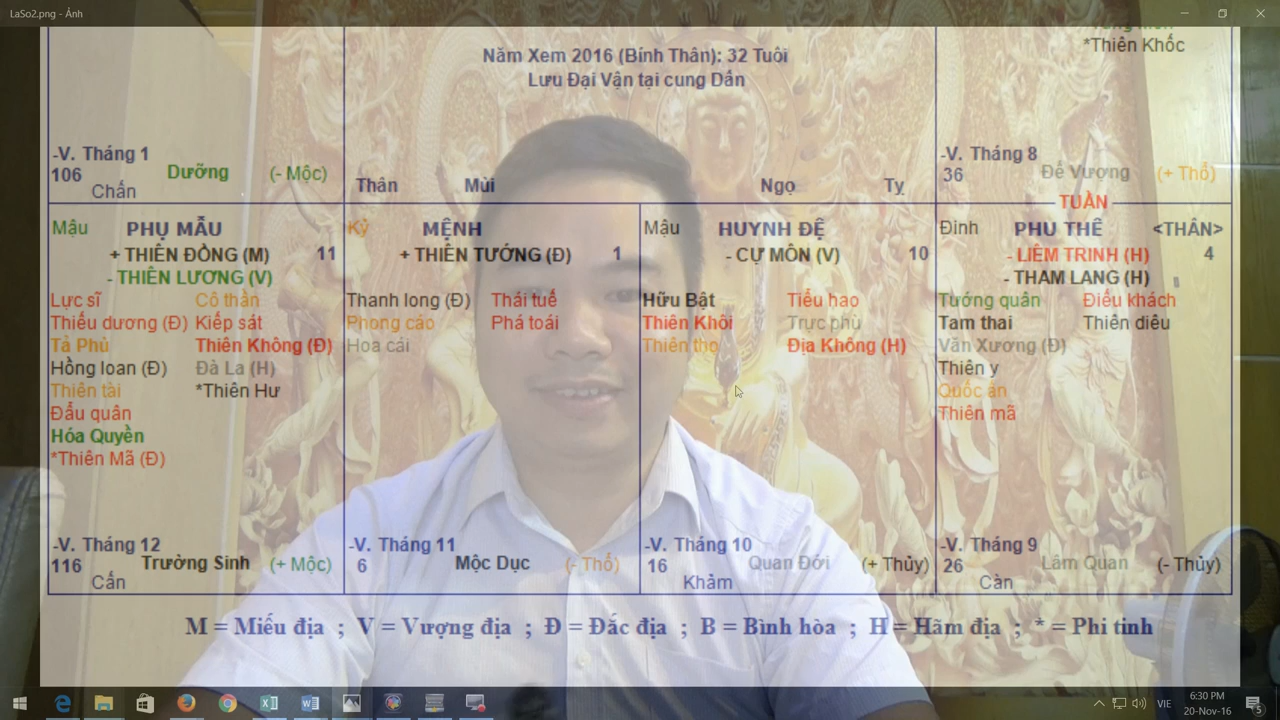 LaSo2.png - Ảnh
*Thiên Khốc
Năm Xem 2016 (Bính Thân): 32 Tuổi
Lưu Đại Vận tại cung Dần
-V. Tháng 1
106
Dưỡng
(- Mộc)
Chấn
Thân
Mùi
Ngọ
Tỵ
-V. Tháng 8
36
Đế Vượng
(+ Thổ)
TUẦN
Mậu
PHỤ MẪU
+ THIÊN ĐỒNG (M)
11
- THIÊN LƯƠNG (V)
Lực sĩ
Thiếu dương (Đ)
Tả Phù
Hồng loan (Đ)
Thiên tài
Đẩu quân
Hóa Quyền
*Thiên Mã (Đ)
Cô thần
Kiếp sát
Thiên Không (Đ)
Đà La (H)
*Thiên Hư
-V. Tháng 12
116
Trường Sinh
(+ Mộc)
Cấn
Kỷ
MỆNH
+ THIÊN TƯỚNG (Đ)
1
Thanh long (Đ)
Phong cáo
Hoa cái
Thái tuế
Phá toái
-V. Tháng 11
6
Mộc Dục
(- Thổ)
Mậu
HUYNH ĐỆ
- CỰ MÔN (V)
10
Hữu Bật
Thiên Khôi
Thiên thọ
Tiểu hao
Trực phù
Địa Không (H)
-V. Tháng 10
16
Quan Đới
(+ Thủy)
Khảm
Đinh
PHU THÊ
<THÂN>
- LIÊM TRINH (H)
4
- THAM LANG (H)
Tướng quân
Tam thai
Văn Xương (Đ)
Thiên y
Quốc ấn
Thiên mã
Điếu khách
Thiên diêu
-V. Tháng 9
26
Lâm Quan
(- Thủy)
Càn
M = Miếu địa ; V = Vượng địa ; Đ = Đắc địa ; B = Bình hòa ; H = Hãm địa ; * = Phi tinh
VIE
6:30 PM
20-Nov-16
5